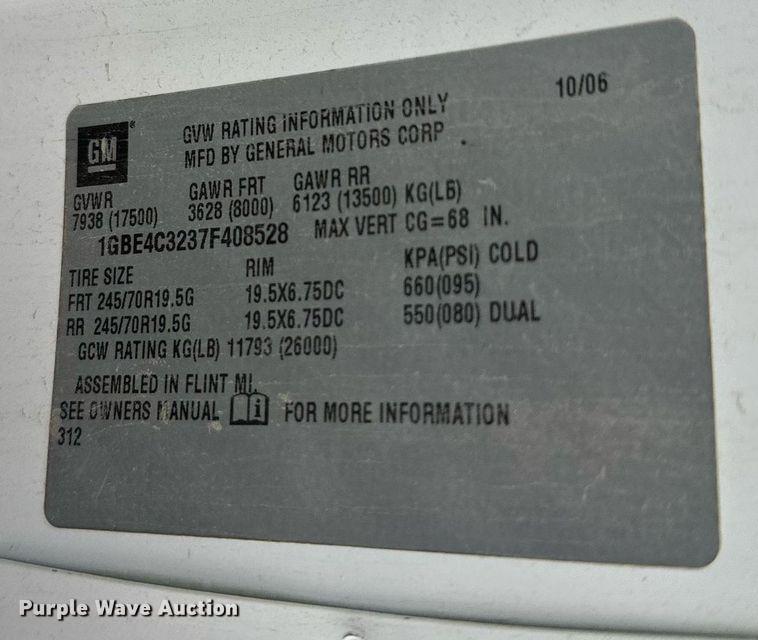 10/06
GM®
GVW RATING INFORMATION ONLY
MFD BY GENERAL MOTORS CORP .
GVWR GAWR FRT GAWR RR
7938 (17500) 3628 (8000) 6123 (13500) KG(LB)
1GBE4C3237F408528 MAX VERT CG=68 IN.
TIRE SIZE RIM KPA(PSI) COLD
FRT 245/70R19.5G 19.5X6.75DC 660(095)
RR 245/70R19.5G 19.5X6.75DC 550(080) DUAL
GCW RATING KG(LB) 11793 (26000)
ASSEMBLED IN FLINT MI.
SEE OWNERS MANUAL i FOR MORE INFORMATION
312
Purple Wave Auction